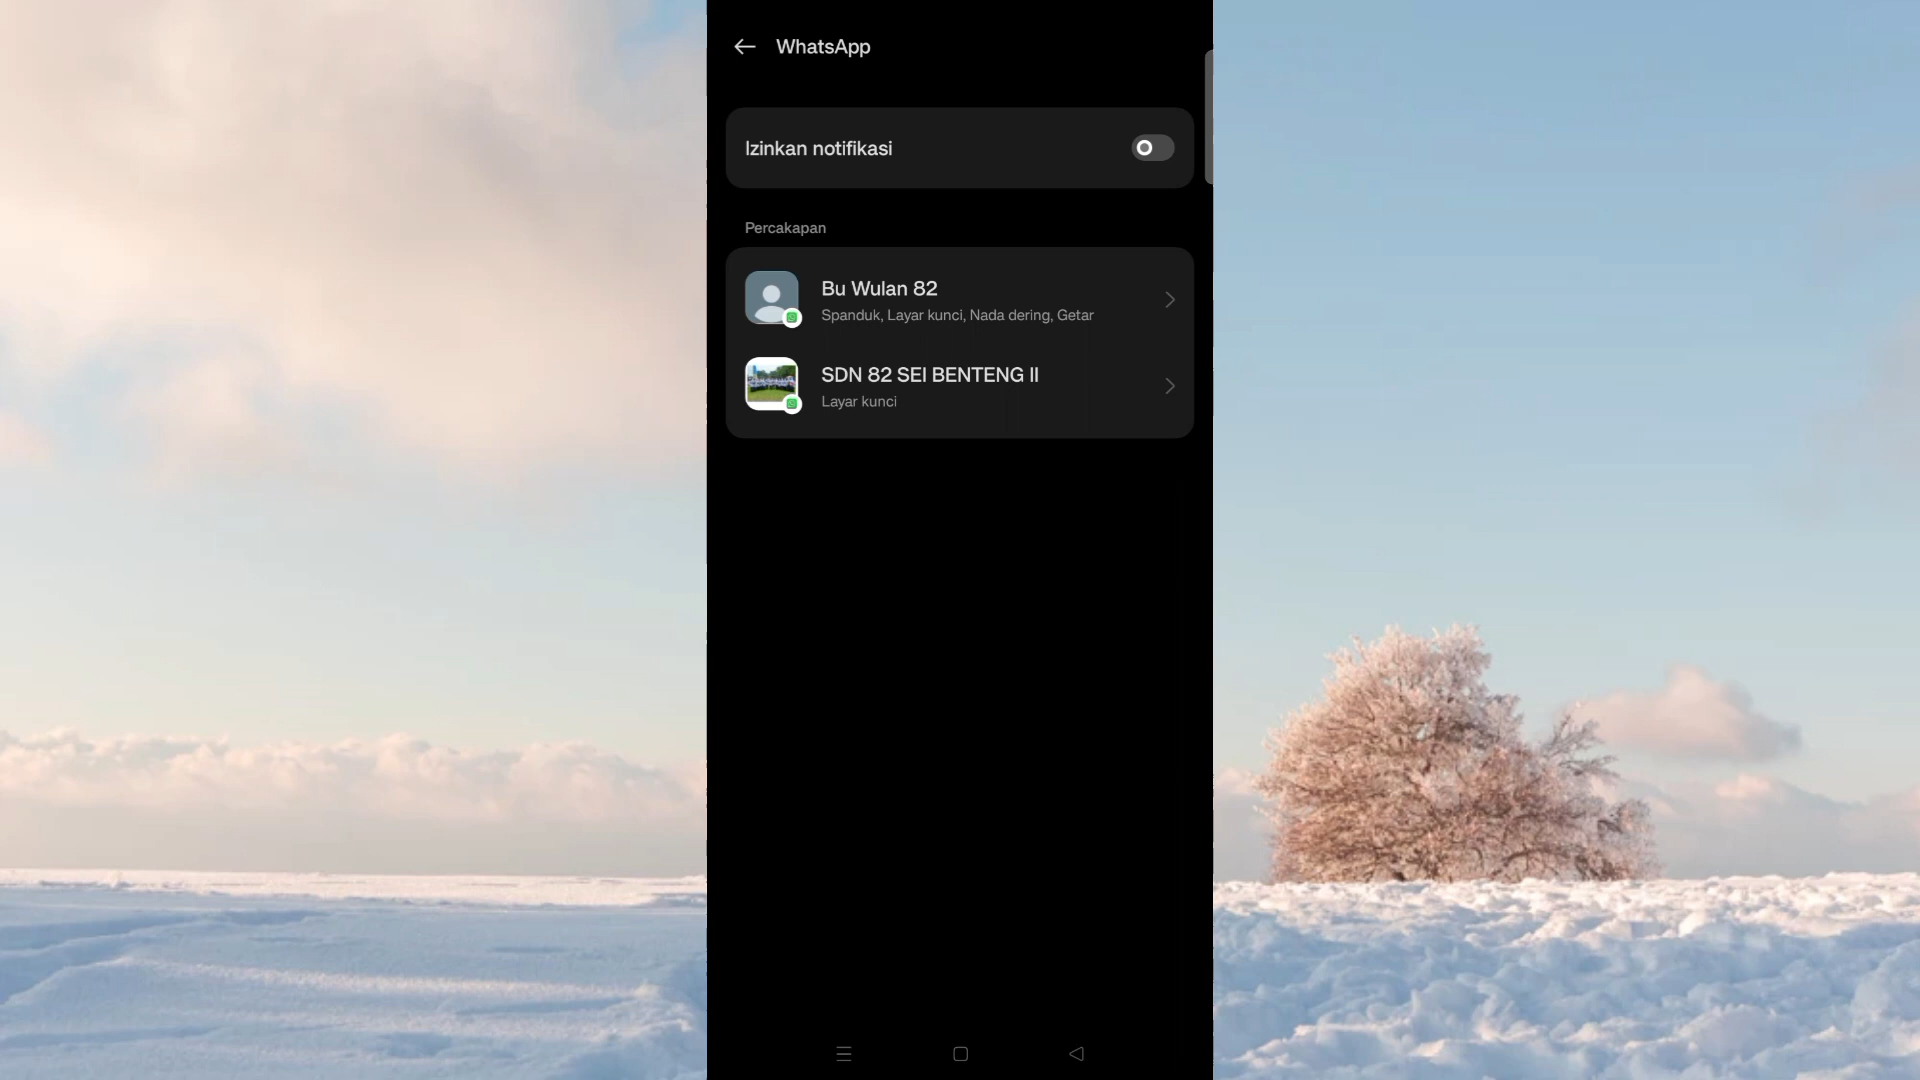 WhatsApp
Izinkan notifikasi
Percakapan
Bu Wulan 82
Spanduk, Layar kunci, Nada dering, Getar
SDN 82 SEI BENTENG II
Layar kunci